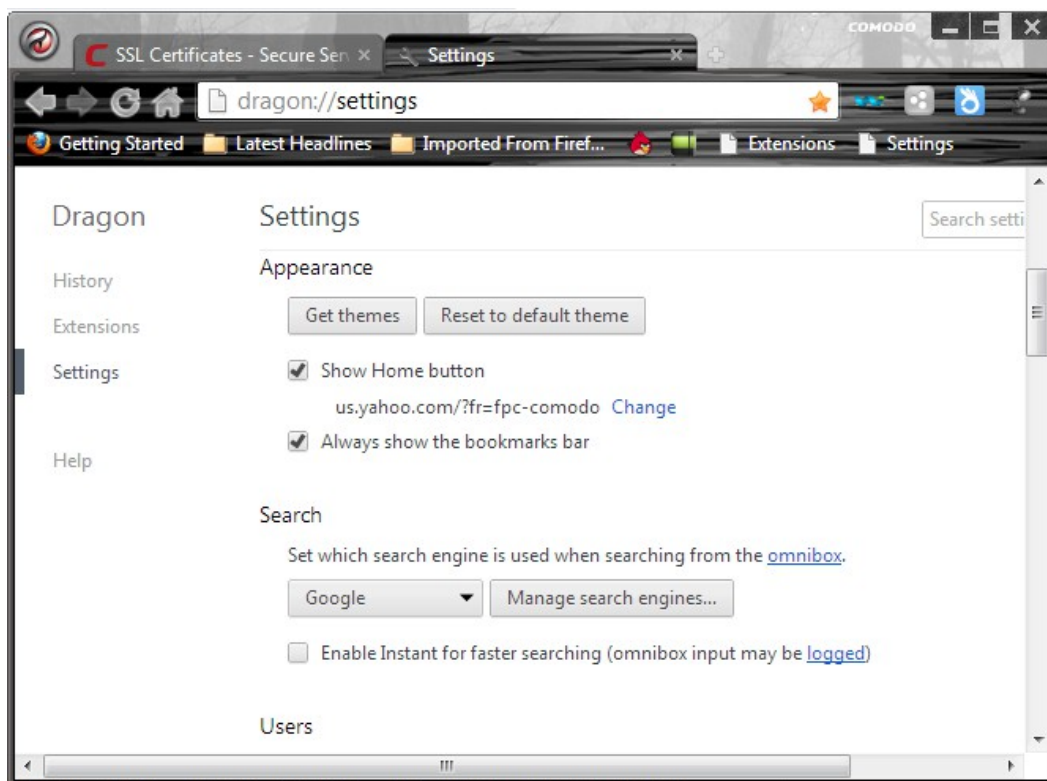 COMODO
SSL Certificates - Secure Ser
Settings
dragon://settings
Getting Started Latest Headlines Imported From Firef... Extensions Settings
Dragon
Settings
Search setti
History
Extensions
Settings
Help
Appearance
Get themes Reset to default theme
Show Home button
us.yahoo.com/?fr=fpc-comodo Change
Always show the bookmarks bar
Search
Set which search engine is used when searching from the omnibox.
Google Manage search engines...
Enable Instant for faster searching (omnibox input may be logged)
Users